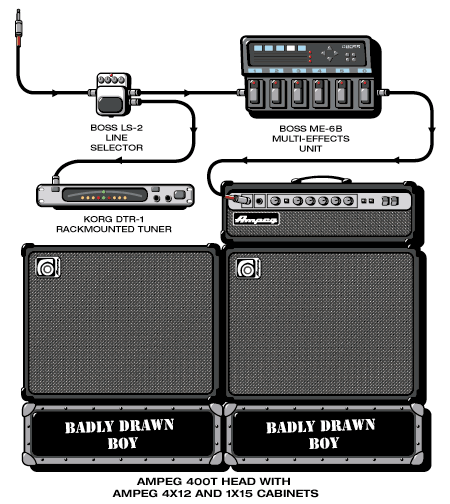 BOSS LS-2
LINE
SELECTOR
BOSS ME-6B
MULTI-EFFECTS
UNIT
KORG DTR-1
RACKMOUNTED TUNER
Ampeg
BADLY DRAWN
BOY
BADLY DRAWN
BOY
AMPEG 400T HEAD WITH
AMPEG 4X12 AND 1X15 CABINETS